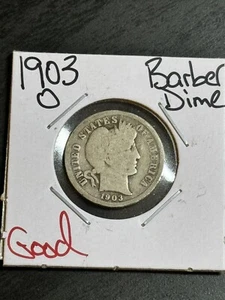 1903 Barber
O Dime
UNITED STATES OF AMERICA
1903
Good